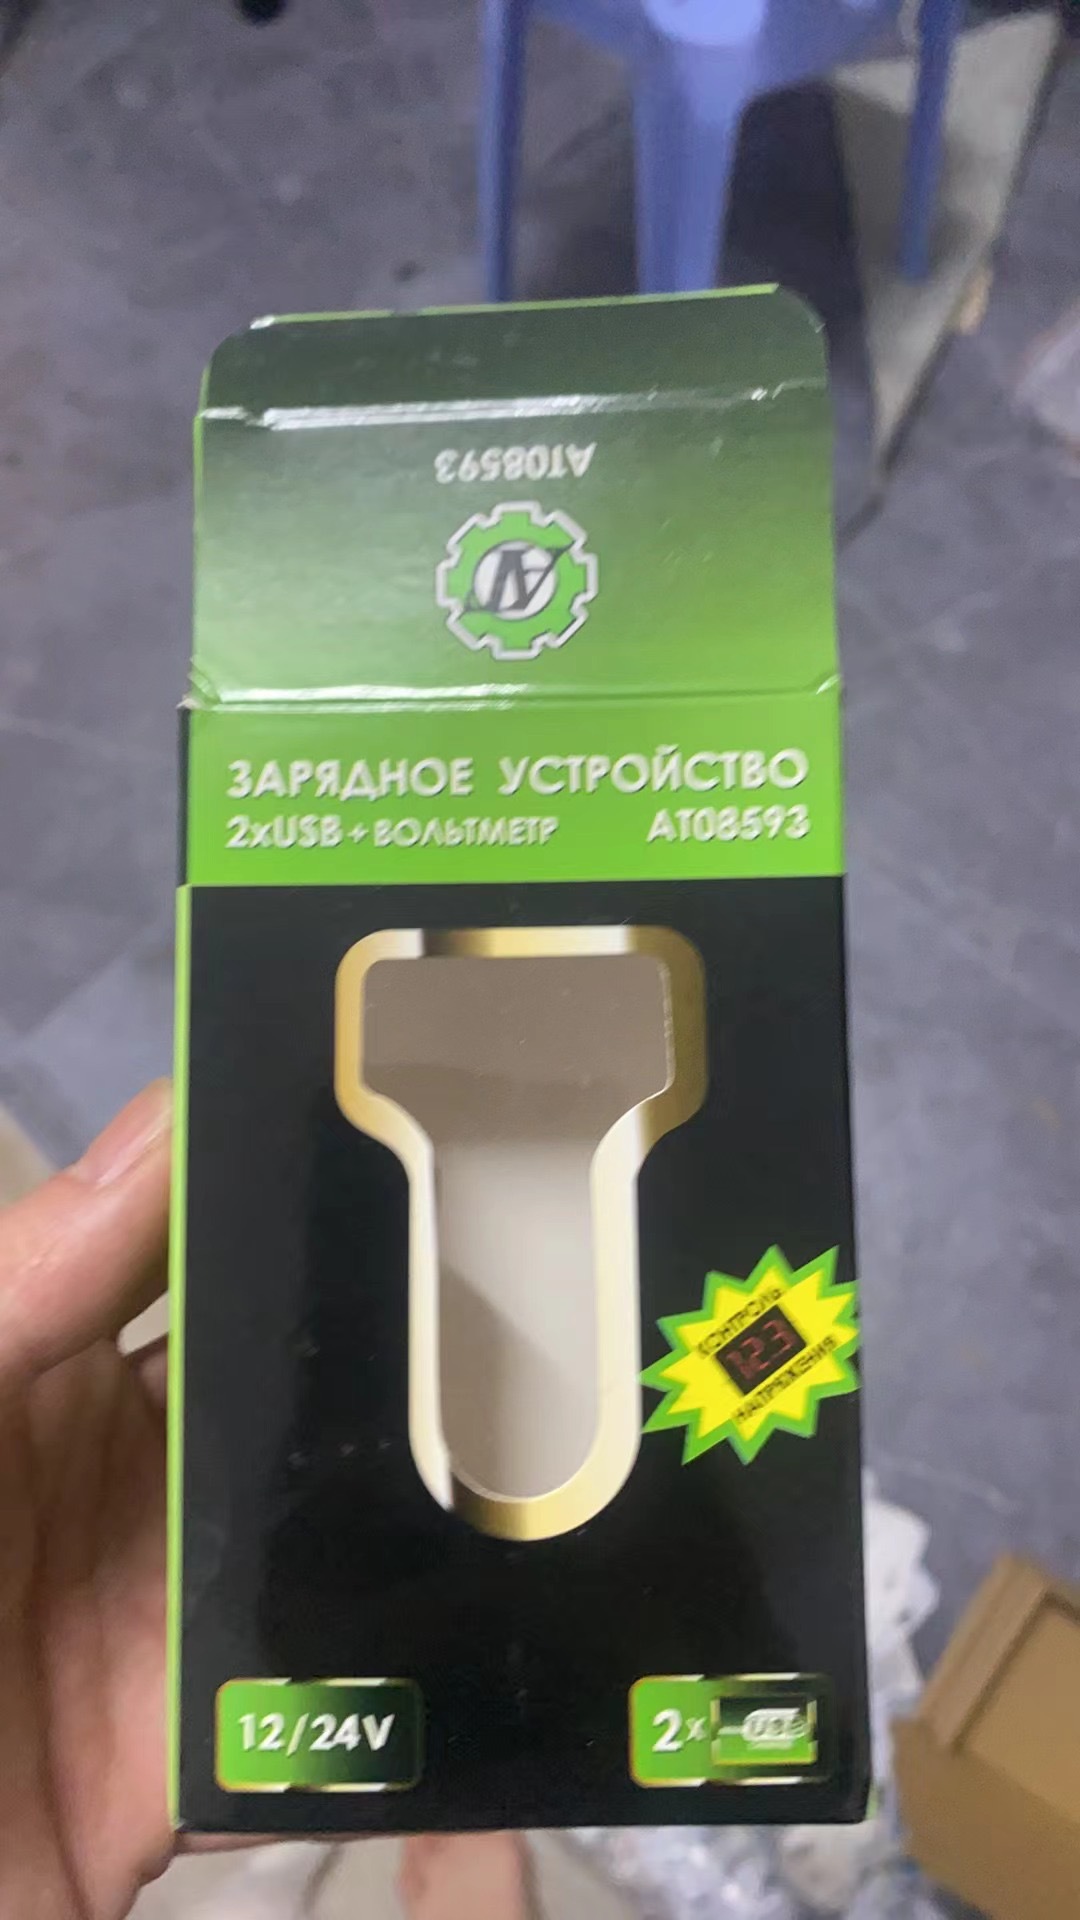 AT08593
ЗАРЯДНОЕ УСТРОЙСТВО
2xUSB + ВОЛЬТМЕТР AT08593
КОНТРОЛЬ
12.3
НАПРЯЖЕНИЯ
12/24V
2x USB